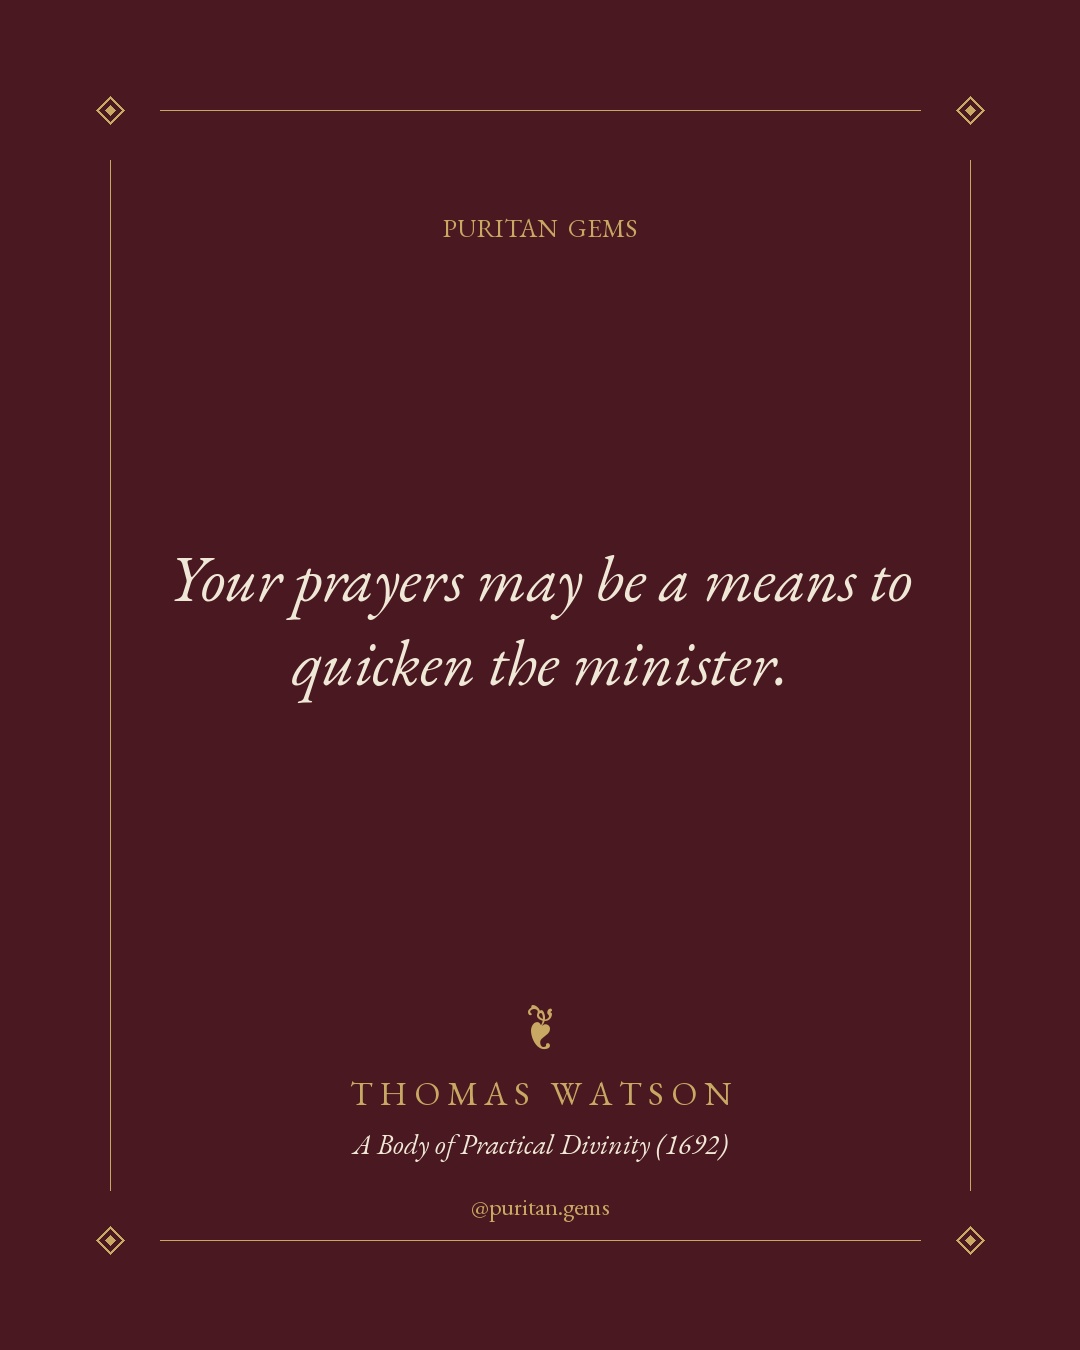 PURITAN GEMS
Your prayers may be a means to
quicken the minister.
THOMAS WATSON
A Body of Practical Divinity (1692)
@puritan.gems